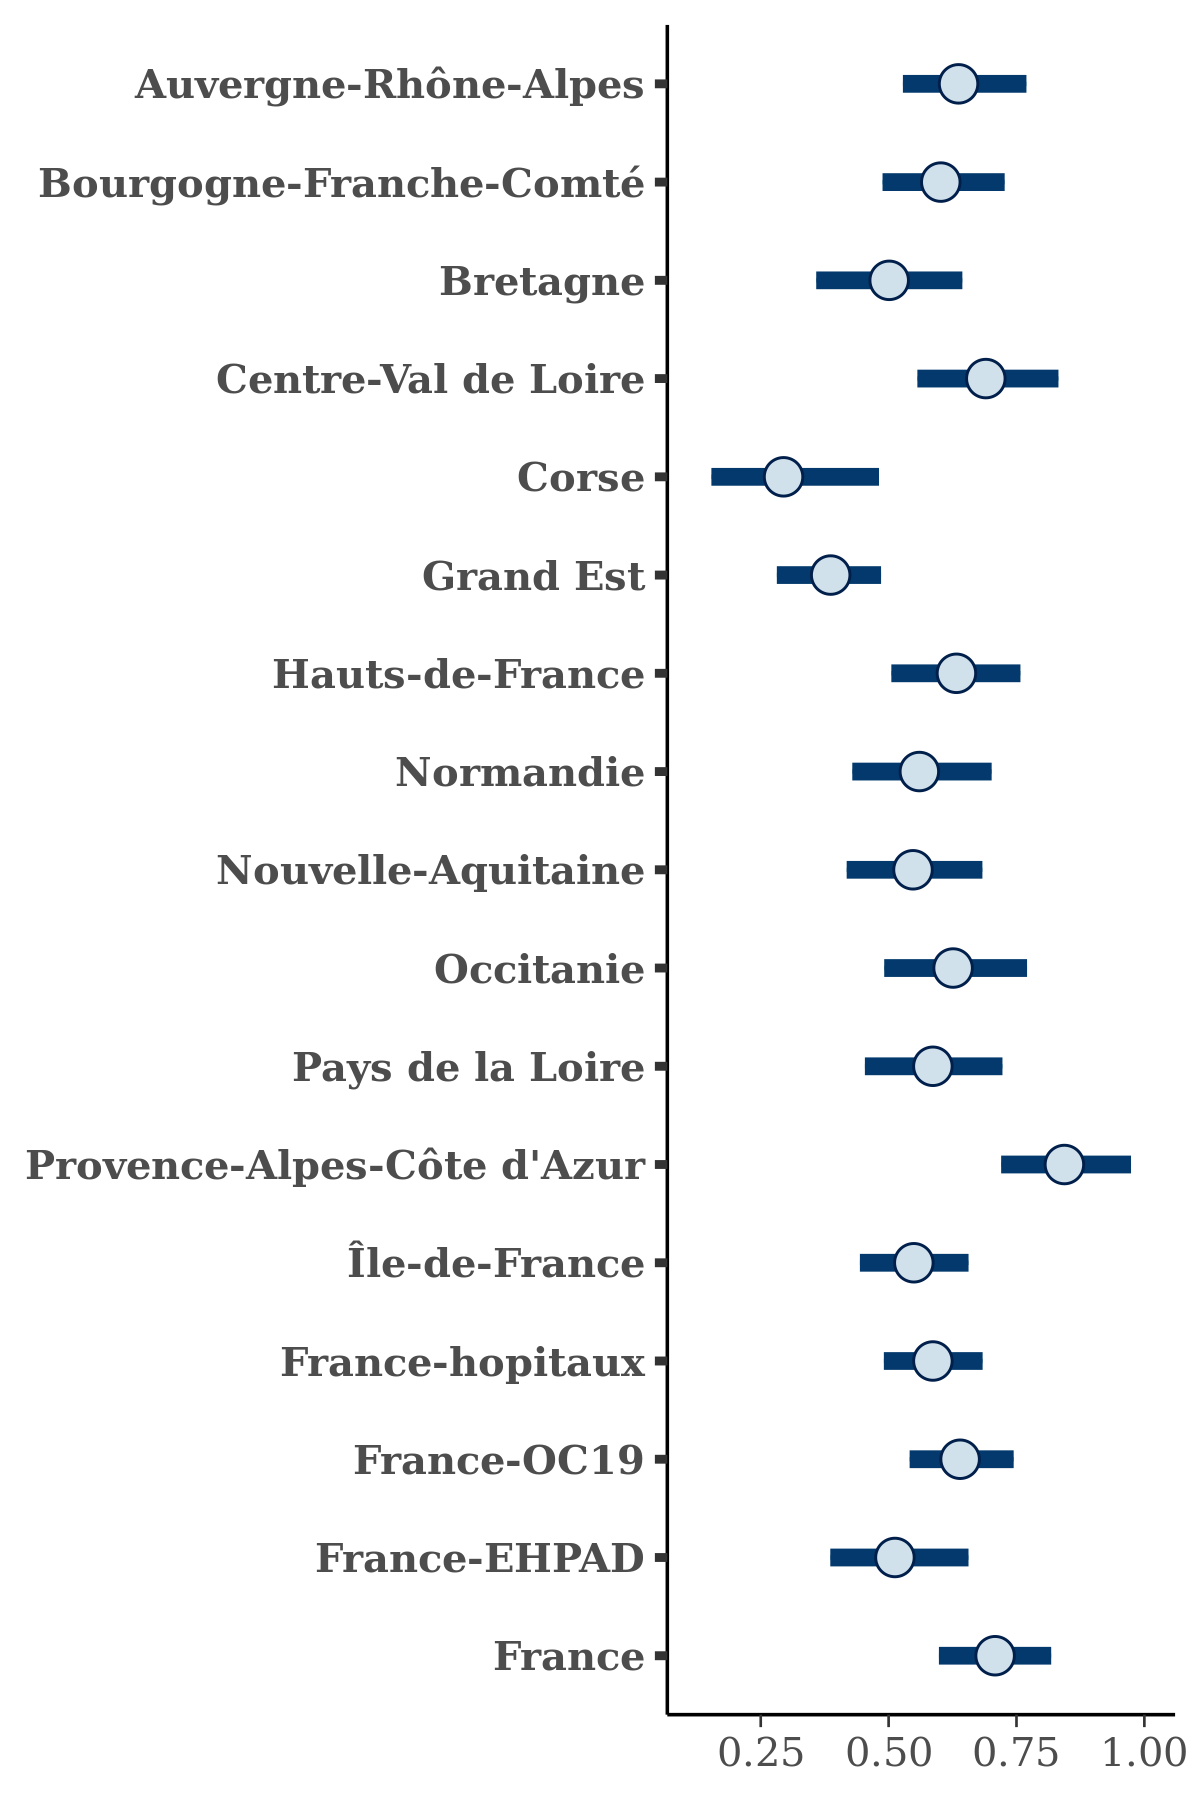 Auvergne-Rhône-Alpes
Bourgogne-Franche-Comté
Bretagne
Centre-Val de Loire
Corse
Grand Est
Hauts-de-France
Normandie
Nouvelle-Aquitaine
Occitanie
Pays de la Loire
Provence-Alpes-Côte d'Azur
Île-de-France
France-hopitaux
France-OC19
France-EHPAD
France
0.25 0.50 0.75 1.00